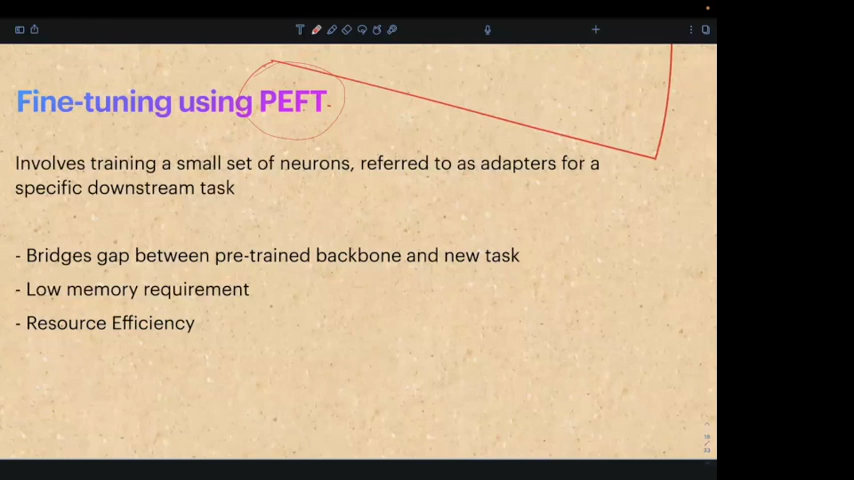 Fine-tuning using PEFT
Involves training a small set of neurons, referred to as adapters for a
specific downstream task
- Bridges gap between pre-trained backbone and new task
- Low memory requirement
- Resource Efficiency